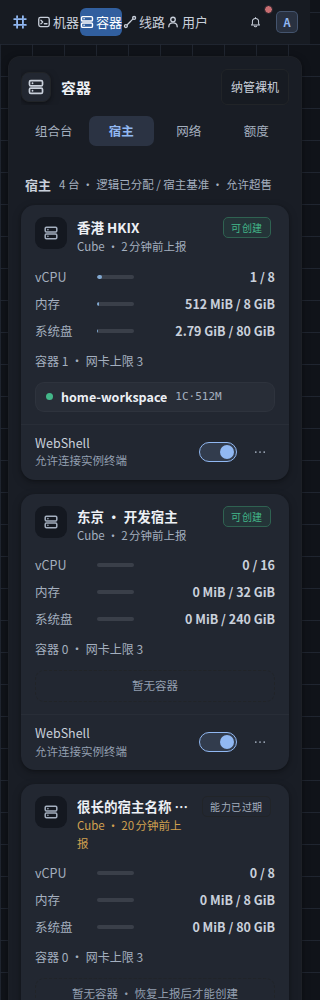 机器 容器 线路 用户 A
容器 纳管裸机
组合台 宿主 网络 额度
宿主 4 台 · 逻辑已分配 / 宿主基准 · 允许超售
香港 HKIX 可创建
Cube · 2分钟前上报
vCPU 1 / 8
内存 512 MiB / 8 GiB
系统盘 2.79 GiB / 80 GiB
容器 1 · 网卡上限 3
home-workspace 1C·512M
WebShell
允许连接实例终端 ...
东京 · 开发宿主 可创建
Cube · 2分钟前上报
vCPU 0 / 16
内存 0 MiB / 32 GiB
系统盘 0 MiB / 240 GiB
容器 0 · 网卡上限 3
暂无容器
WebShell
允许连接实例终端 ...
很长的宿主名称 ... 能力已过期
Cube · 20分钟前上
报
vCPU 0 / 8
内存 0 MiB / 8 GiB
系统盘 0 MiB / 80 GiB
容器 0 · 网卡上限 3
暂无容器 · 恢复上报后才能创建